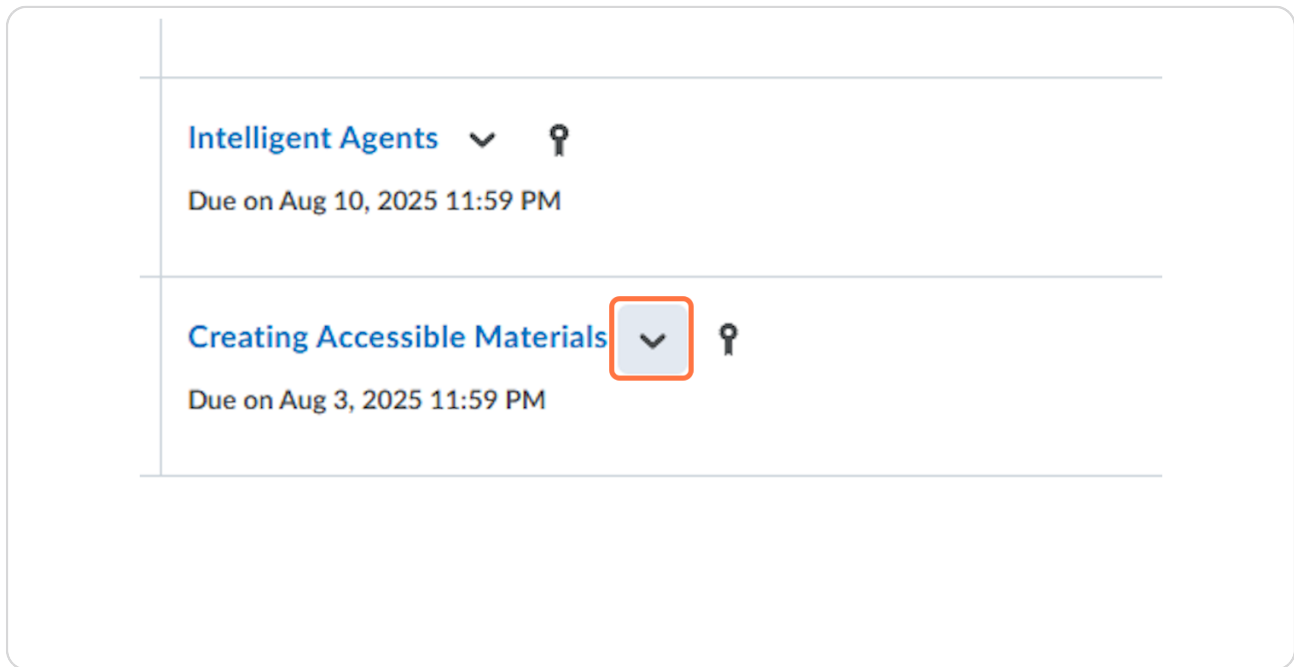 Intelligent Agents
Due on Aug 10, 2025 11:59 PM
Creating Accessible Materials
Due on Aug 3, 2025 11:59 PM